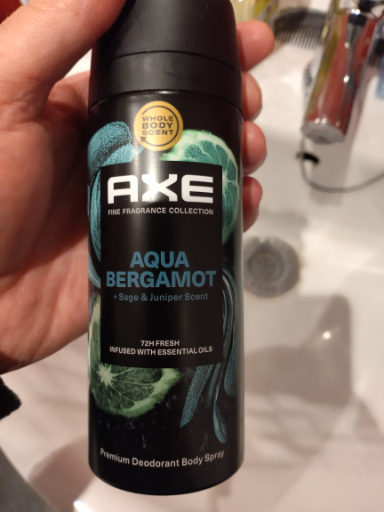 WHOLE
BODY
SCENT
AXE
FINE FRAGRANCE COLLECTION
AQUA
BERGAMOT
+ Sage & Juniper Scent
72H FRESH
INFUSED WITH ESSENTIAL OILS
Premium Deodorant Body Spray